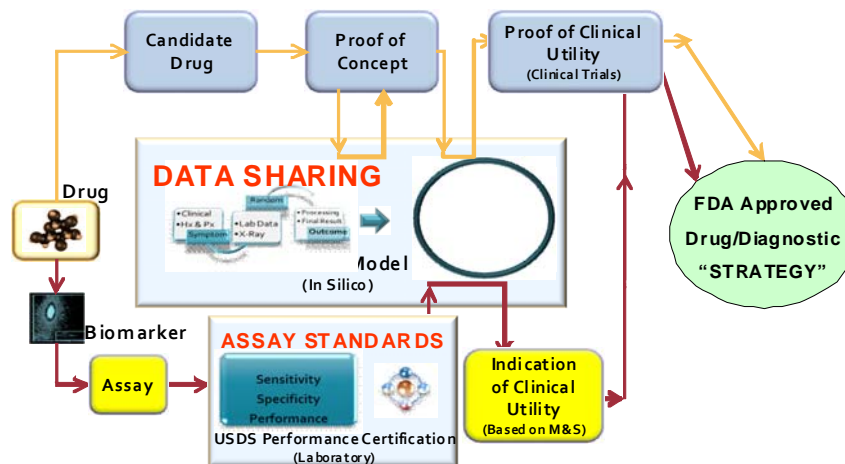 Candidate
Drug
Proof of
Concept
Proof of Clinical
Utility
(Clinical Trials)
DATA SHARING
Random
• Clinical
• Hx & Px
Symptom
• Lab Data
• X-Ray
• Processing
• Final Result
Outcome
Model
(In Silico)
Drug
Biomarker
Assay
ASSAY STANDARDS
Sensitivity
Specificity
Performance
USDS Performance Certification
(Laboratory)
Indication
of Clinical
Utility
(Based on M&S)
FDA Approved
Drug/Diagnostic
“STRATEGY”